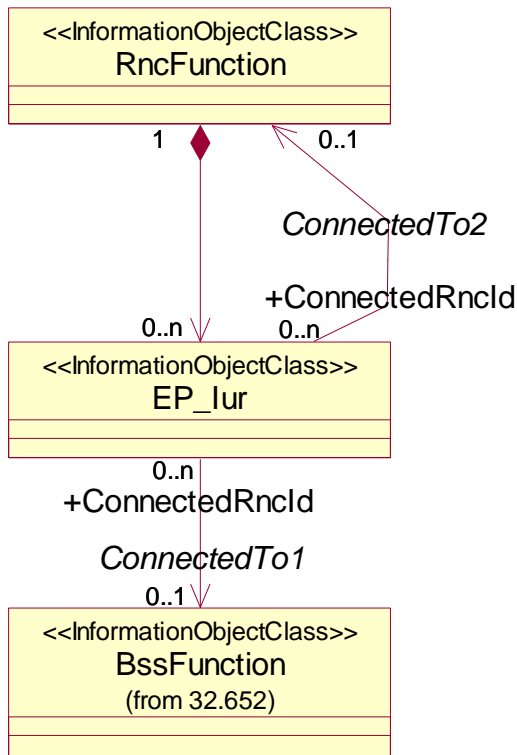 <<InformationObjectClass>>
RncFunction
1
0..1
ConnectedTo2
+ConnectedRncId
0..n
0..n
<<InformationObjectClass>>
EP_Iur
0..n
+ConnectedRncId
ConnectedTo1
0..1
<<InformationObjectClass>>
BssFunction
(from 32.652)